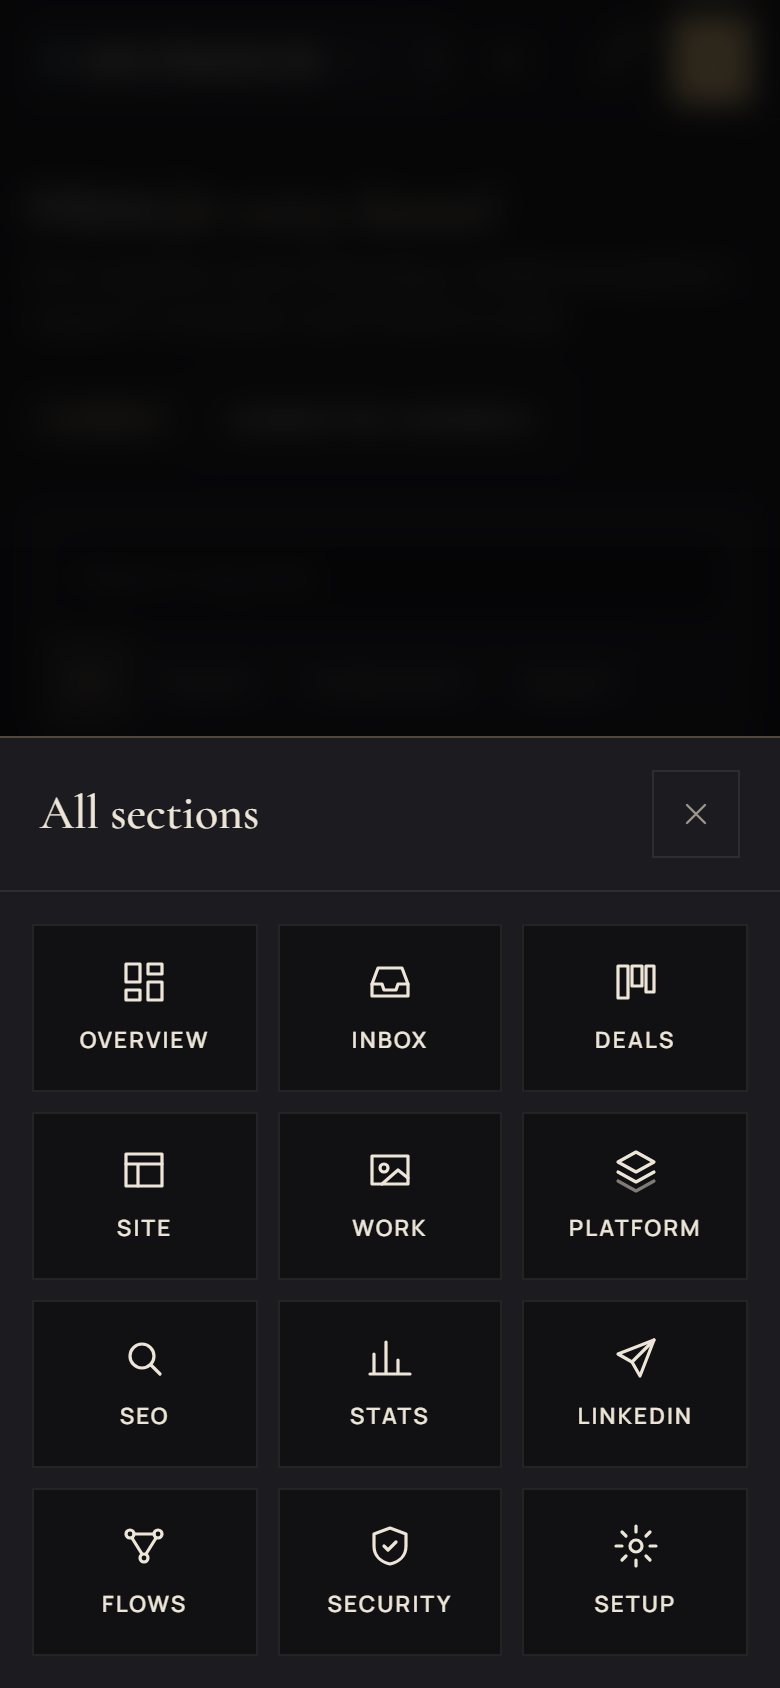 All sections
OVERVIEW
INBOX
DEALS
SITE
WORK
PLATFORM
SEO
STATS
LINKEDIN
FLOWS
SECURITY
SETUP